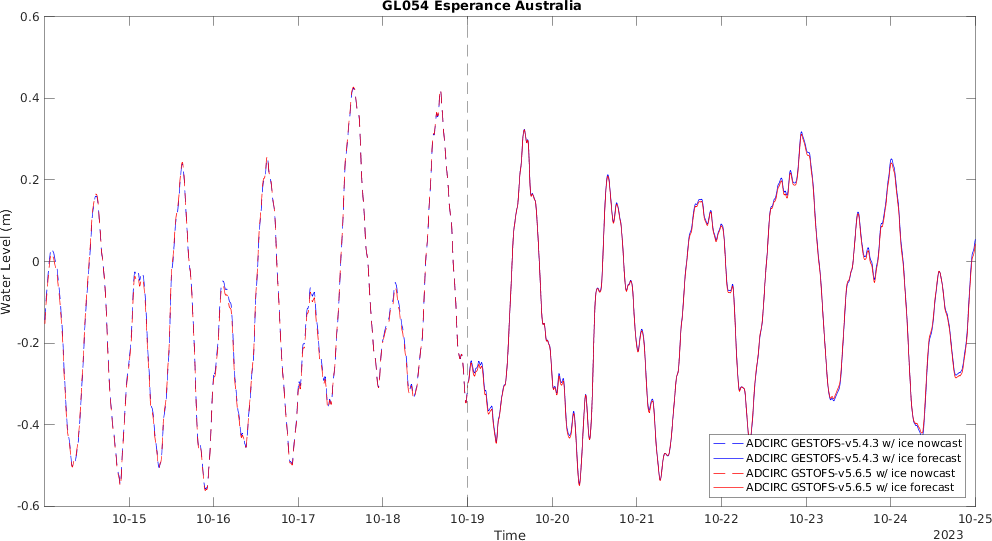 GL054 Esperance Australia
0.6
0.4
0.2
0
-0.2
-0.4
-0.6
Water Level (m)
ADCIRC GESTOFS-v5.4.3 w/ ice nowcast
ADCIRC GESTOFS-v5.4.3 w/ ice forecast
ADCIRC GSTOFS-v5.6.5 w/ ice nowcast
ADCIRC GSTOFS-v5.6.5 w/ ice forecast
10-15 10-16 10-17 10-18 10-19 10-20 10-21 10-22 10-23 10-24 10-25
Time 2023